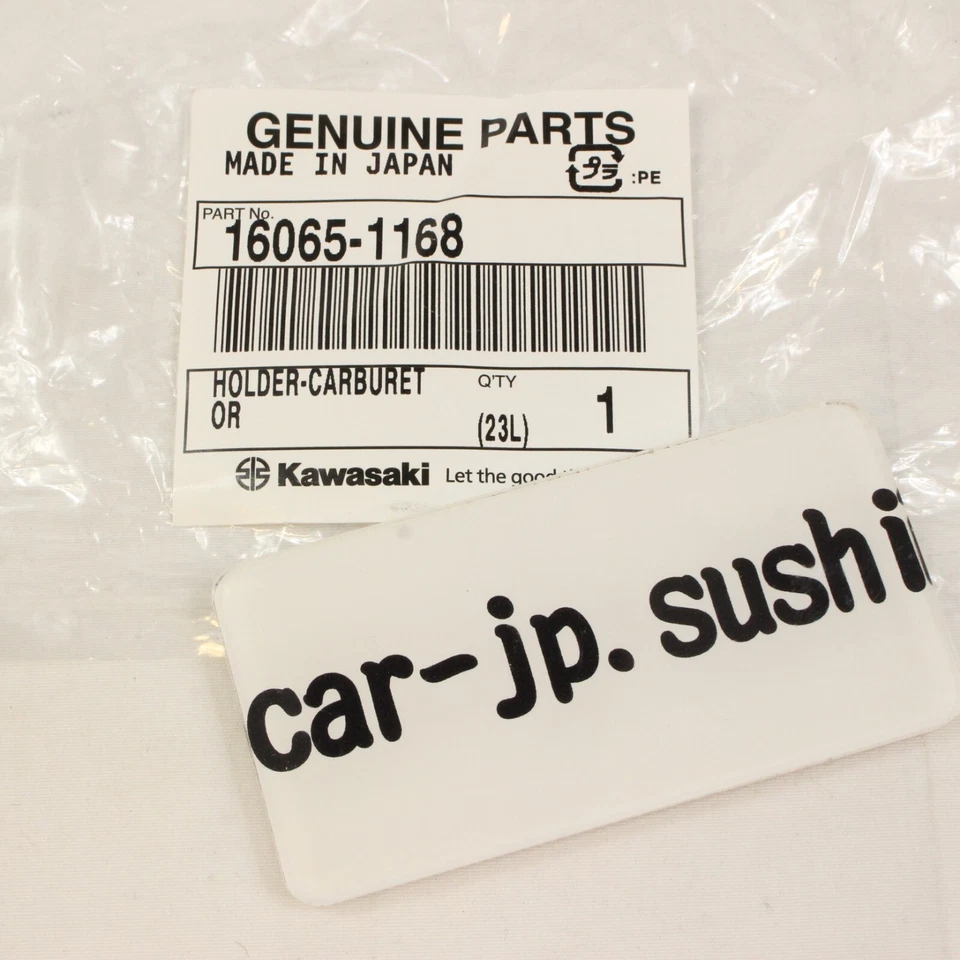 GENUINE PARTS
MADE IN JAPAN
プラ :PE
PART No.
16065-1168
HOLDER-CARBURET
OR
Q'TY
(23L)
1
Kawasaki Let the good
car-jp.sushi